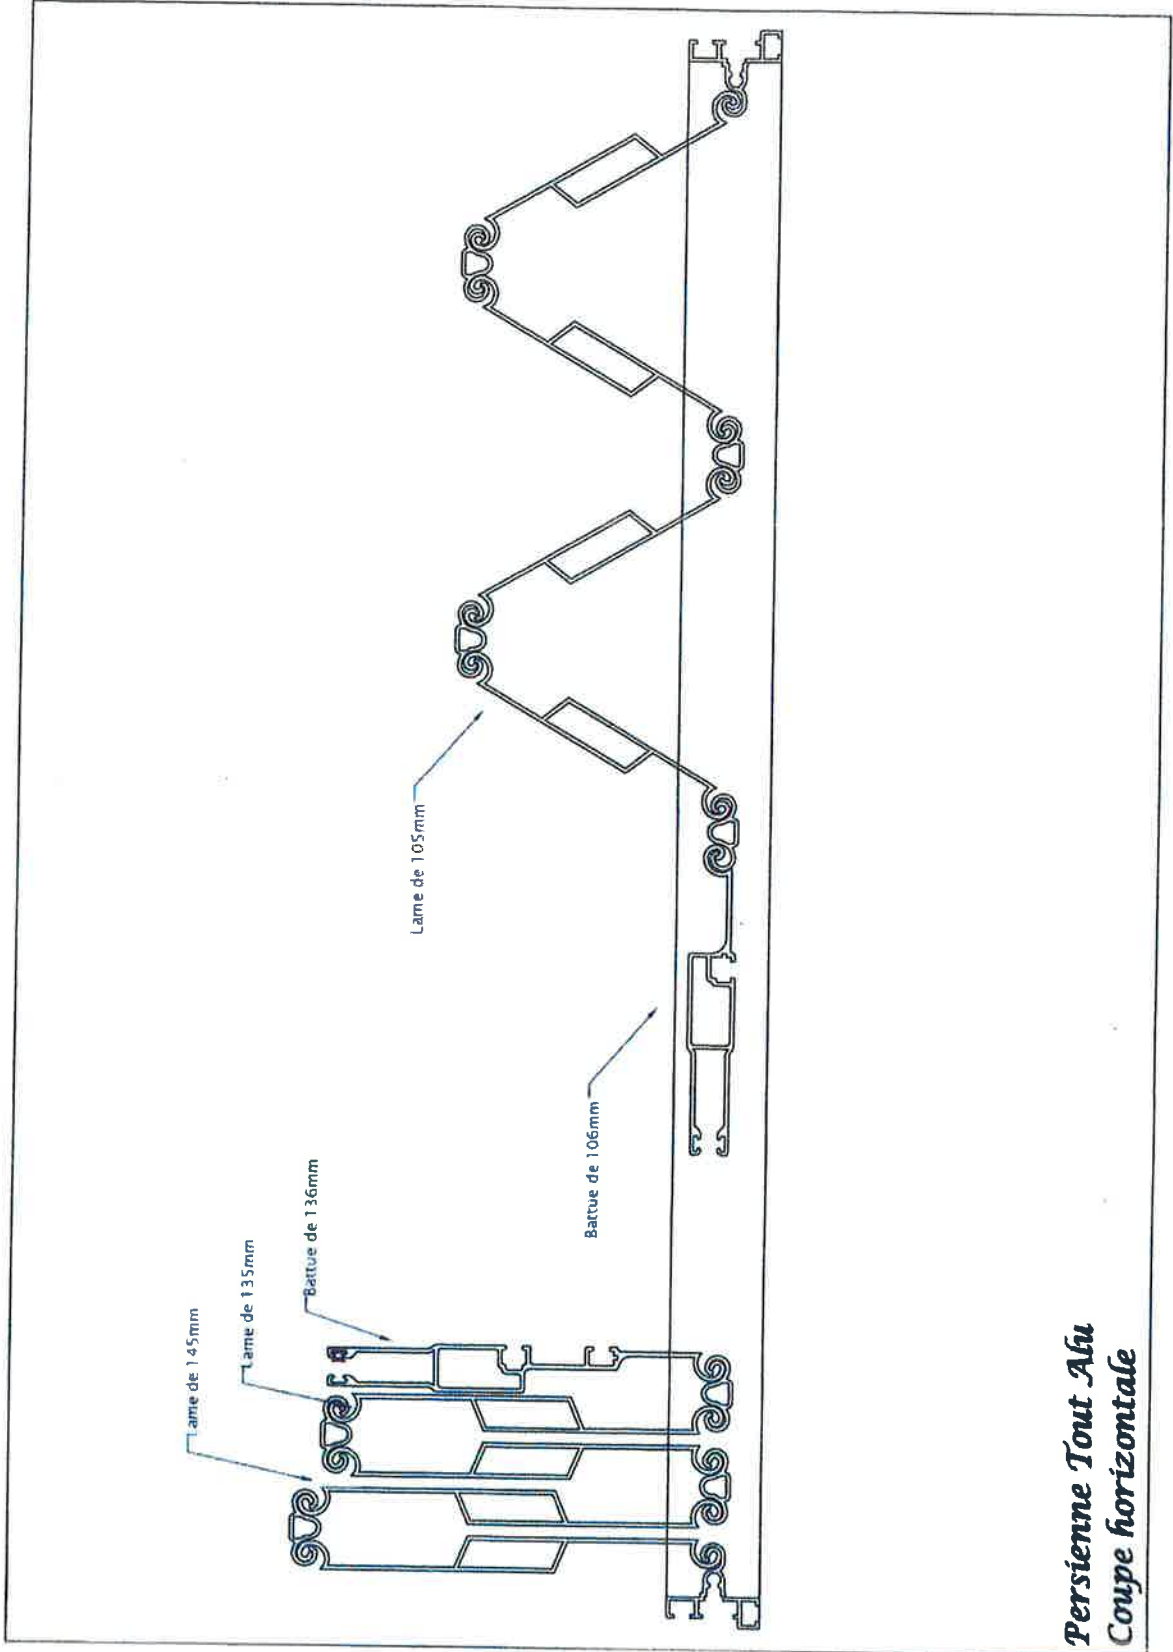 Lame de 145mm
Lame de 135mm
Battue de 136mm
Battue de 106mm
Lame de 105mm
Persienne Tout Alu
Coupe horizontale